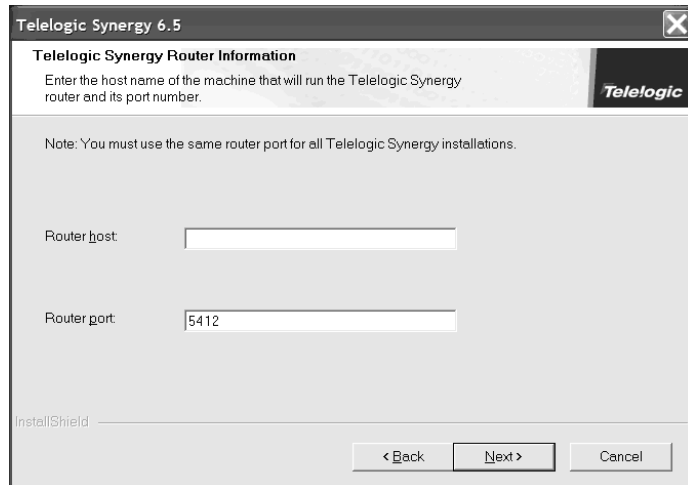 Telelogic Synergy 6.5
Telelogic Synergy Router Information
Enter the host name of the machine that will run the Telelogic Synergy
router and its port number.
Telelogic
Note: You must use the same router port for all Telelogic Synergy installations.
Router host:
Router port:
5412
InstallShield
< Back
Next >
Cancel